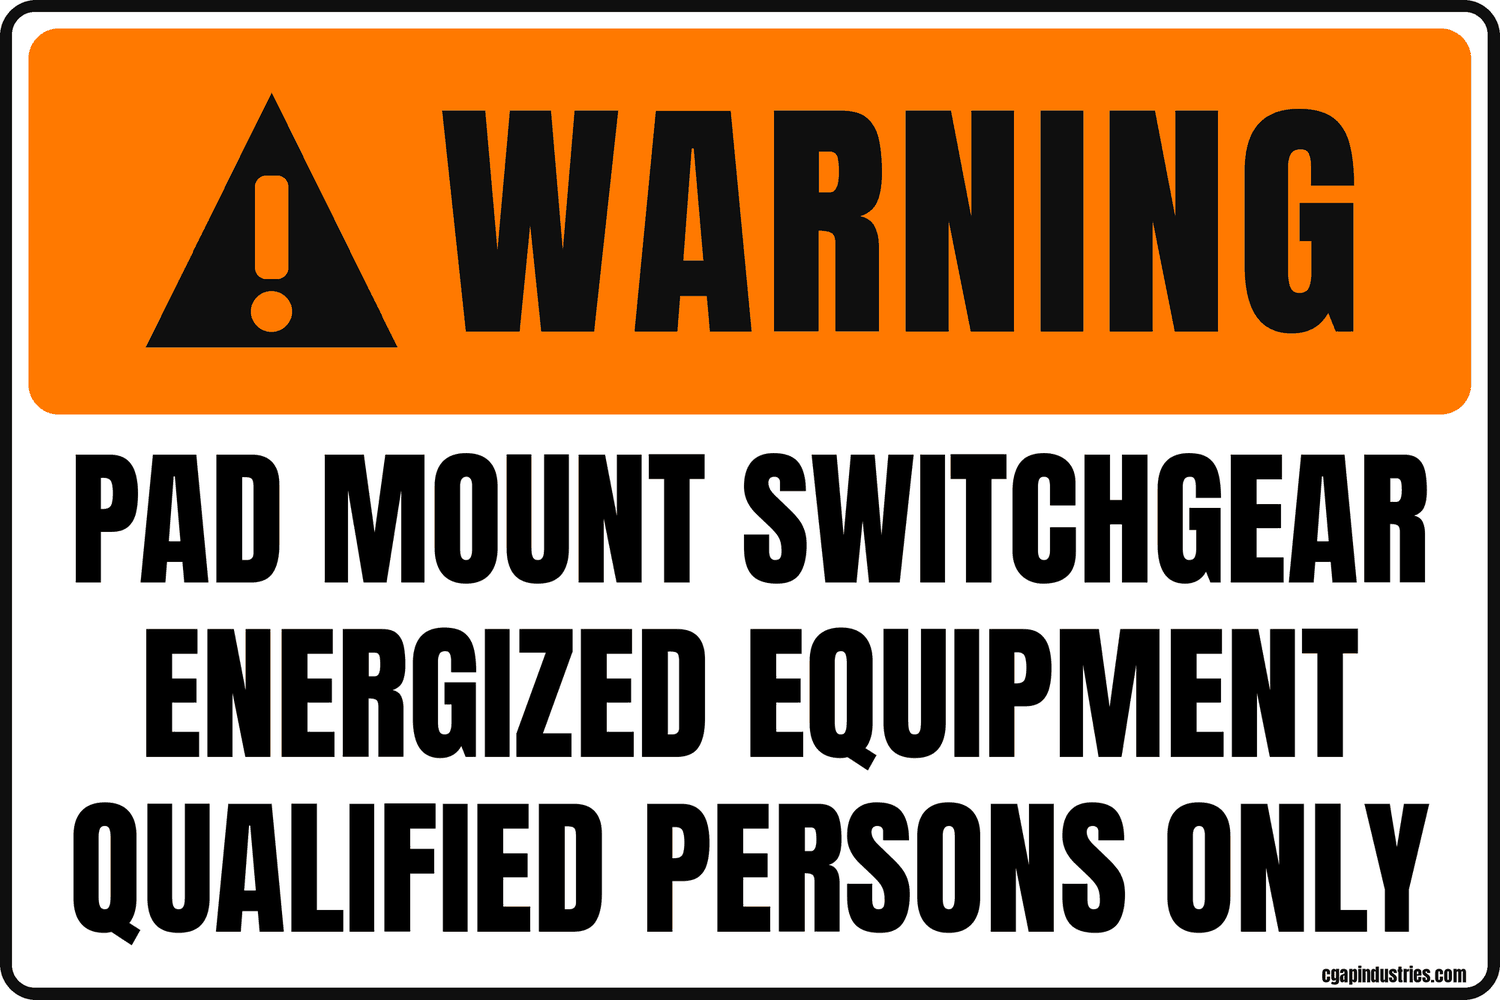 WARNING
PAD MOUNT SWITCHGEAR
ENERGIZED EQUIPMENT
QUALIFIED PERSONS ONLY
cgapindustries.com